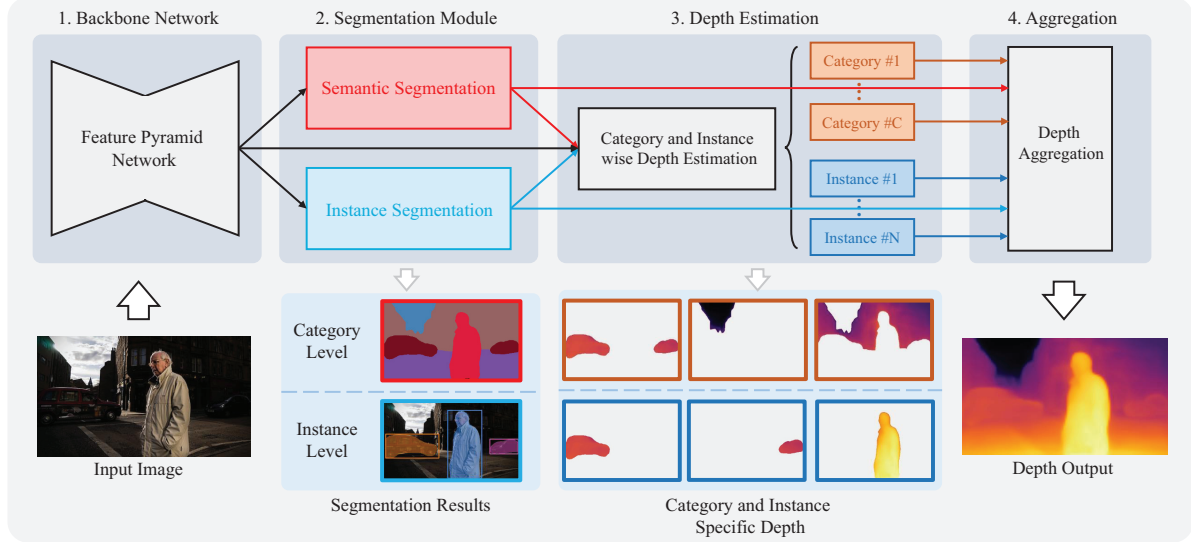 1. Backbone Network
2. Segmentation Module
3. Depth Estimation
4. Aggregation
Feature Pyramid
Network
Semantic Segmentation
Instance Segmentation
Category and Instance
wise Depth Estimation
Category #1
Category #C
Instance #1
Instance #N
Depth
Aggregation
Input Image
Category
Level
Instance
Level
Segmentation Results
Category and Instance
Specific Depth
Depth Output